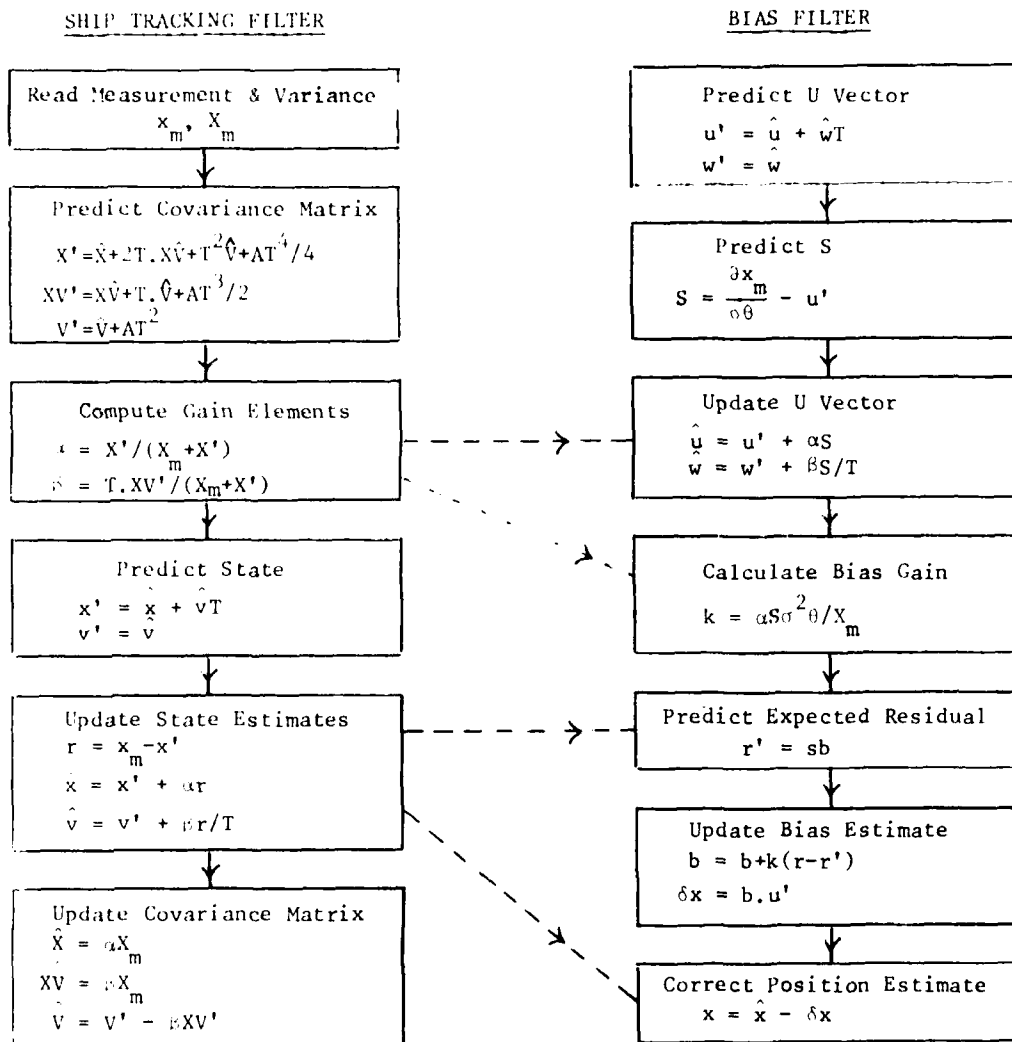 SHIP TRACKING FILTER
Read Measurement & Variance
x_m, X_m
Predict Covariance Matrix
X'=X̂+2T.XV̂+T²V̂+AT⁴/4
XV'=XV̂+T.V̂+AT³/2
V'=V̂+AT²
Compute Gain Elements
= X'/(X_m+X')
= T.XV'/(X_m+X')
Predict State
x' = x̂ + v̂T
v' = v̂
Update State Estimates
r = x_m-x'
x̂ = x' + αr
v̂ = v' + βr/T
Update Covariance Matrix
X̂ = αX_m
XV̂ = βX_m
V̂ = V' - βXV'
BIAS FILTER
Predict U Vector
u' = û + ŵT
w' = ŵ
Predict S
S = ∂x_m/∂θ - u'
Update U Vector
û = u' + αS
ŵ = w' + βS/T
Calculate Bias Gain
k = αSσ²θ/X_m
Predict Expected Residual
r' = sb
Update Bias Estimate
b = b+k(r-r')
δx = b.u'
Correct Position Estimate
x = x̂ - δx